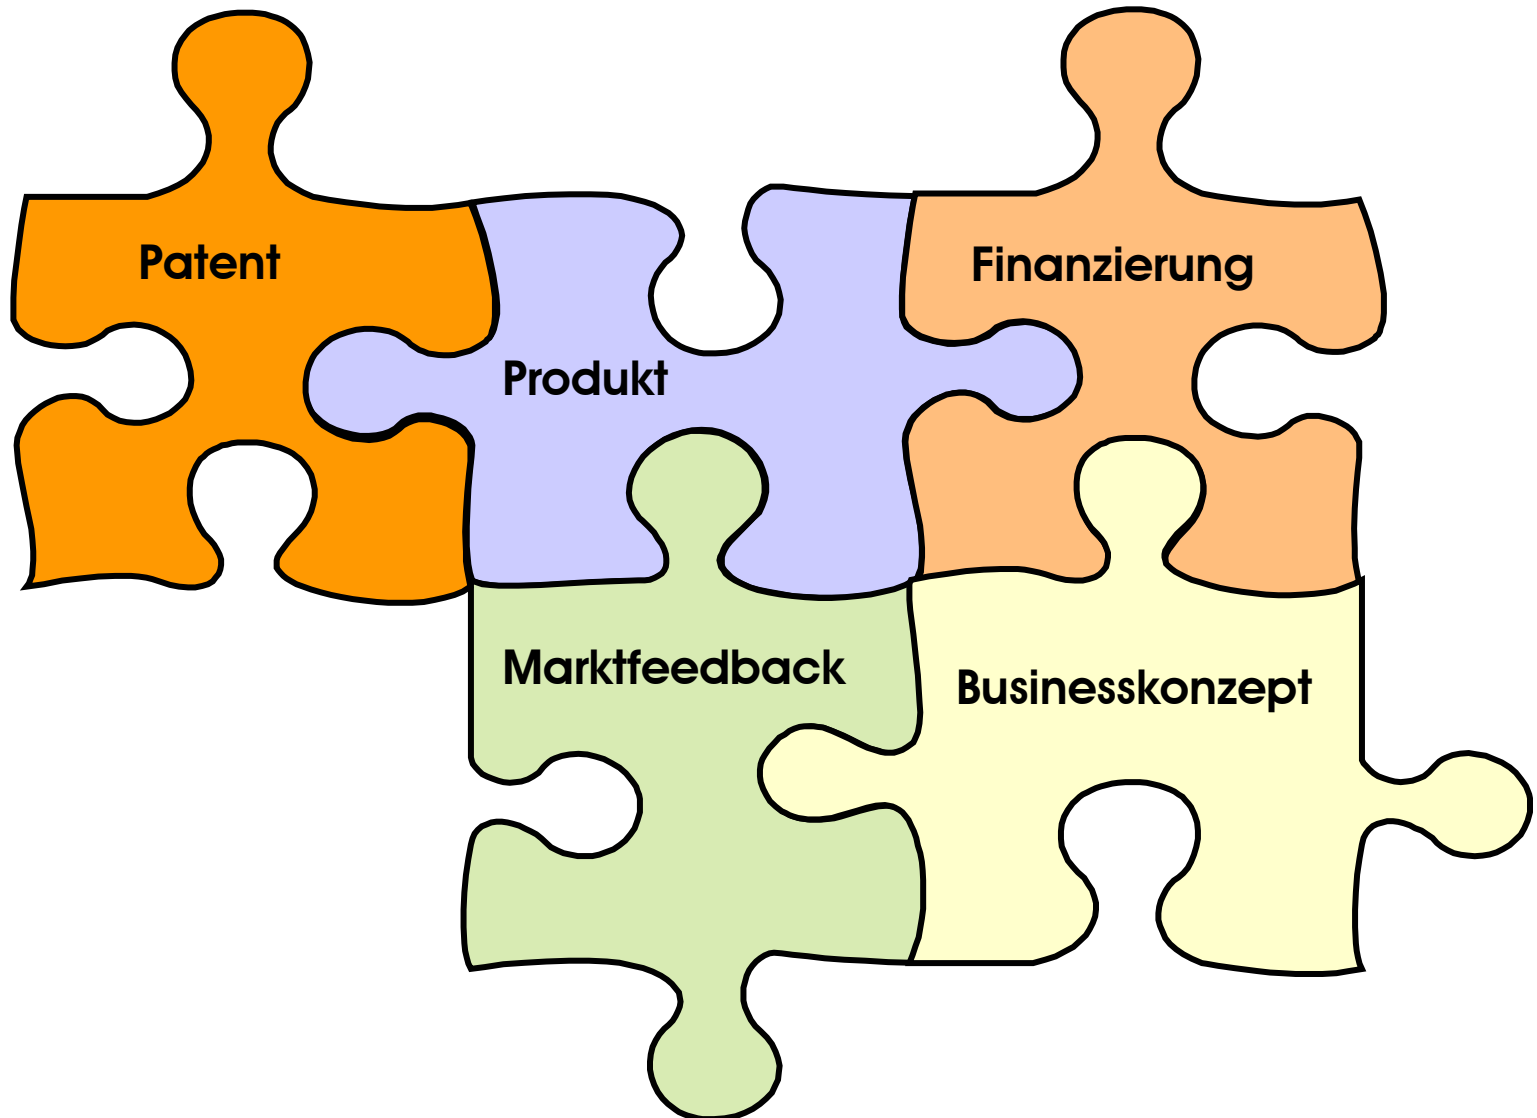 Patent
Finanzierung
Produkt
Marktfeedback
Businesskonzept